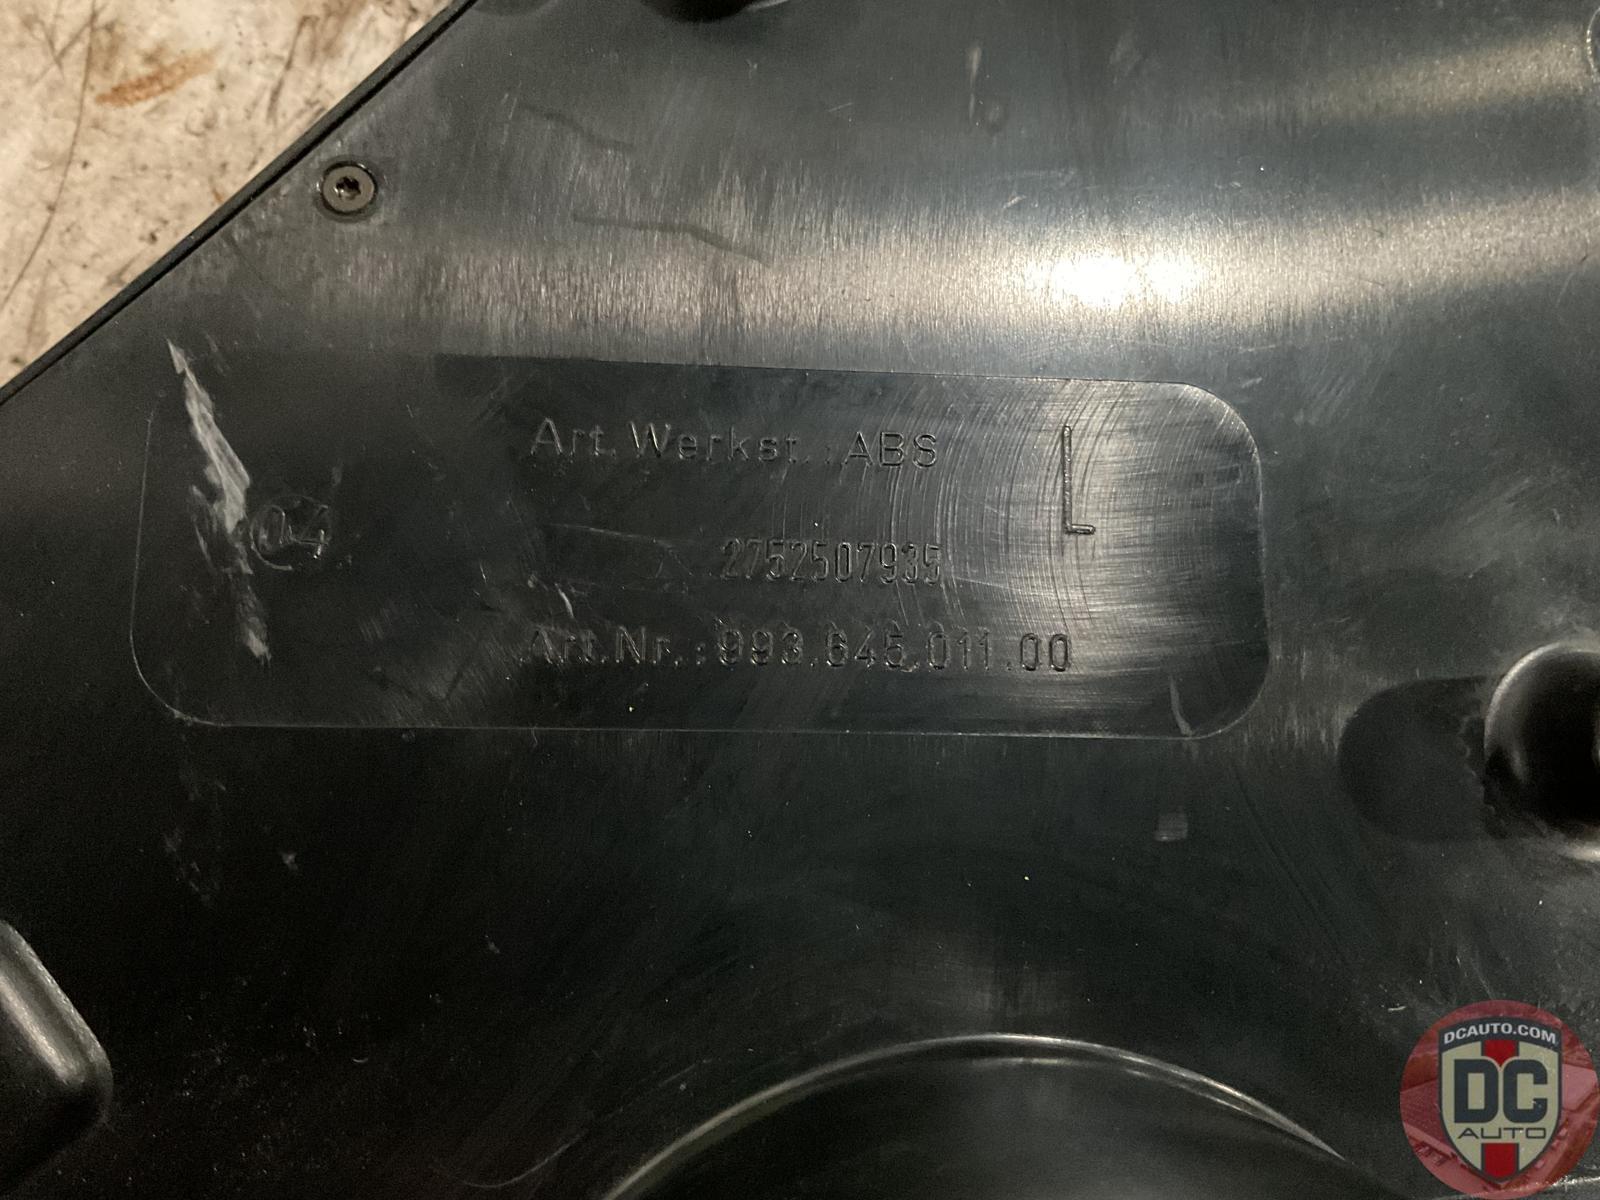 Art.Werkst.:ABS
L
04
2752507935
Art.Nr.:993.645.011.00
DCAUTO.COM
DC
AUTO